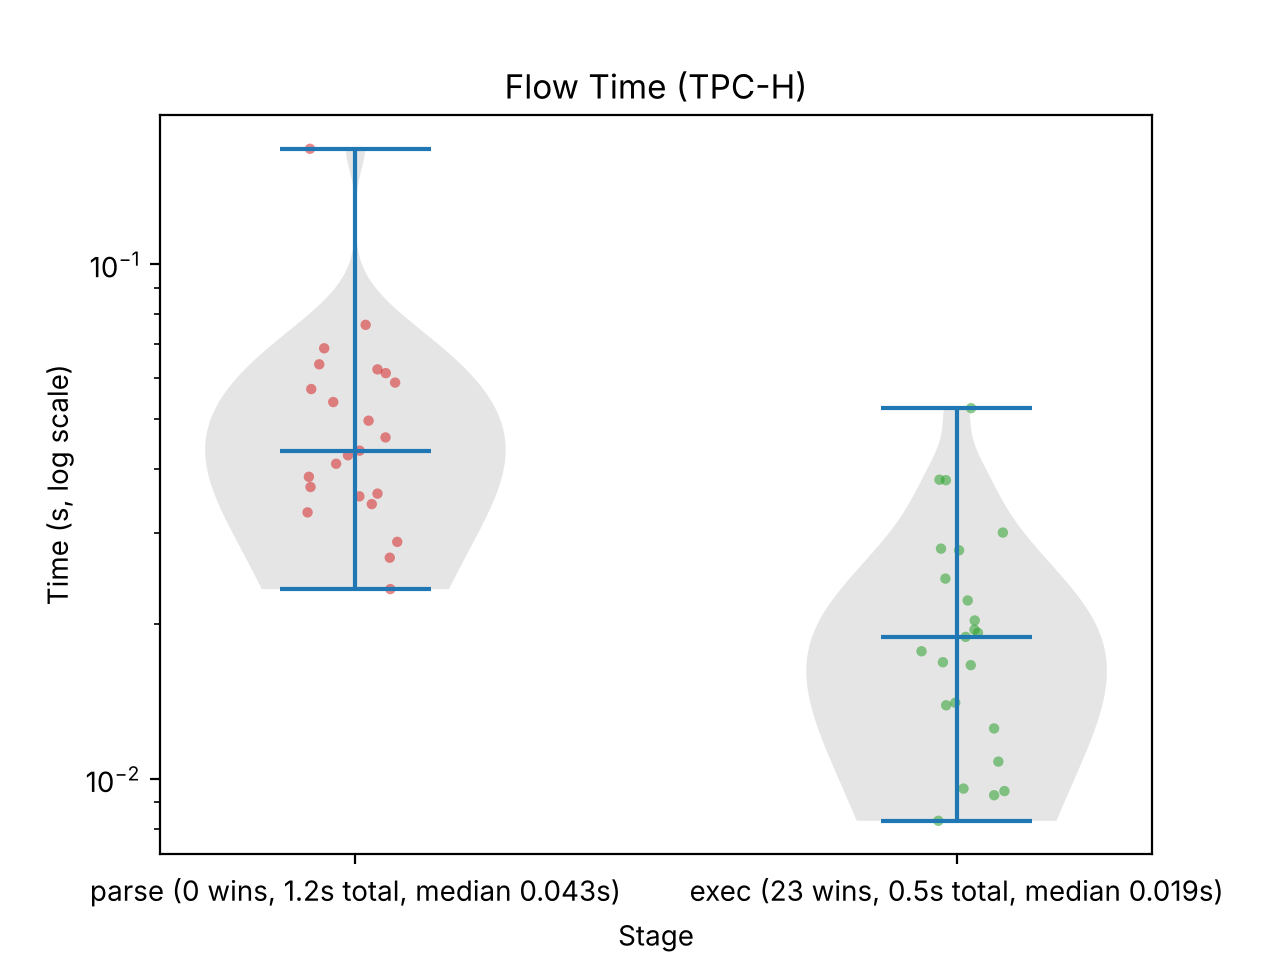 Flow Time (TPC-H)
Time (s, log scale)
10⁻¹
10⁻²
parse (0 wins, 1.2s total, median 0.043s)
exec (23 wins, 0.5s total, median 0.019s)
Stage